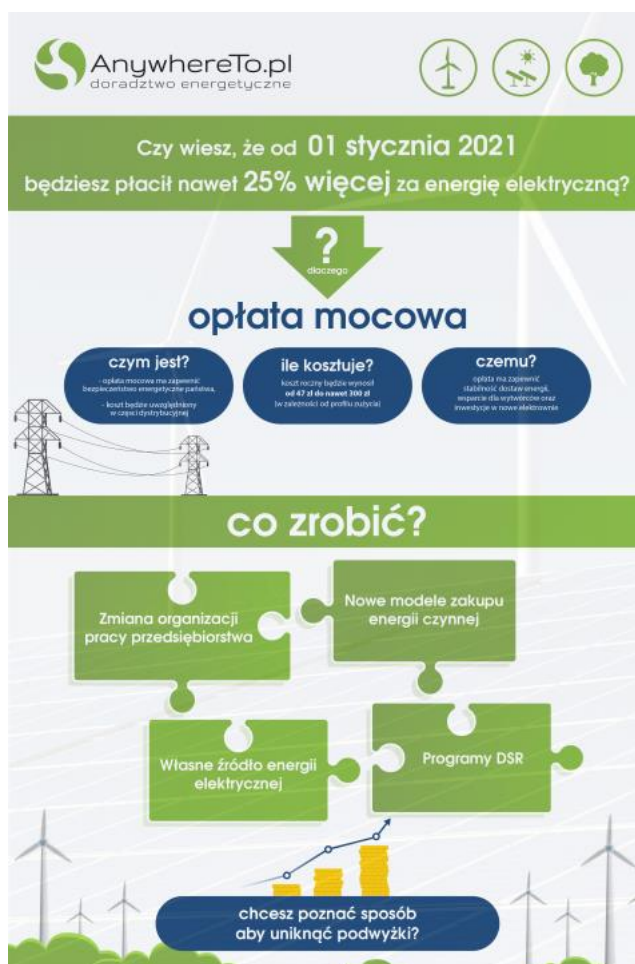 AnywhereTo.pl
doradztwo energetyczne
Czy wiesz, że od 01 stycznia 2021
będziesz płacił nawet 25% więcej za energię elektryczną?
?
dlaczego
opłata mocowa
czym jest?
- opłata mocowa ma zapewnić
bezpieczeństwo energetyczne państwa,
- koszt będzie uwzględniony
w części dystrybucyjnej
ile kosztuje?
koszt roczny będzie wynosił
od 47 zł do nawet 300 zł
(w zależności od profilu zużycia)
czemu?
opłata ma zapewnić
stabilność dostaw energii,
wsparcie dla wytwórców oraz
inwestycje w nowe elektrownie
co zrobić?
Zmiana organizacji
pracy przedsiębiorstwa
Nowe modele zakupu
energii czynnej
Własne źródło energii
elektrycznej
Programy DSR
chcesz poznać sposób
aby uniknąć podwyżki?